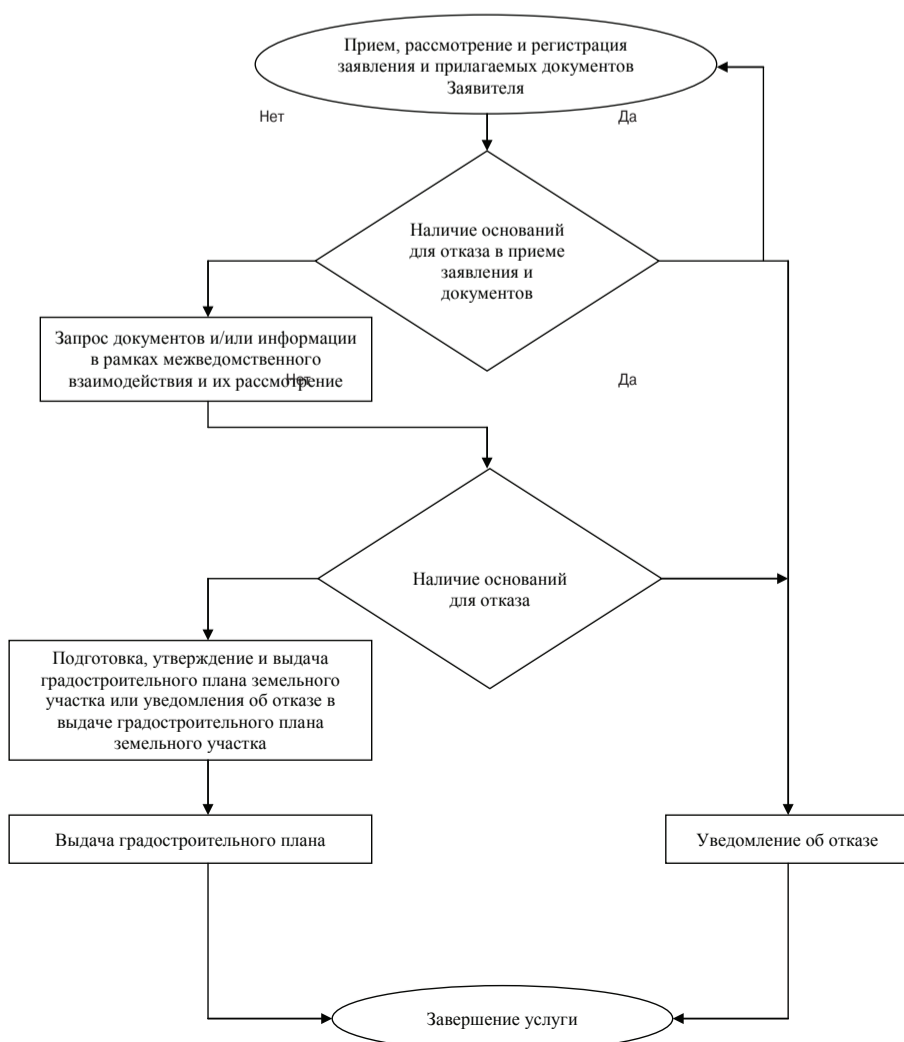 Прием, рассмотрение и регистрация
заявления и прилагаемых документов
Заявителя
Нет
Да
Наличие оснований
для отказа в приеме
заявления и
документов
Запрос документов и/или информации
в рамках межведомственного
взаимодействия и их рассмотрение
Нет
Да
Наличие оснований
для отказа
Подготовка, утверждение и выдача
градостроительного плана земельного
участка или уведомления об отказе в
выдаче градостроительного плана
земельного участка
Выдача градостроительного плана
Уведомление об отказе
Завершение услуги